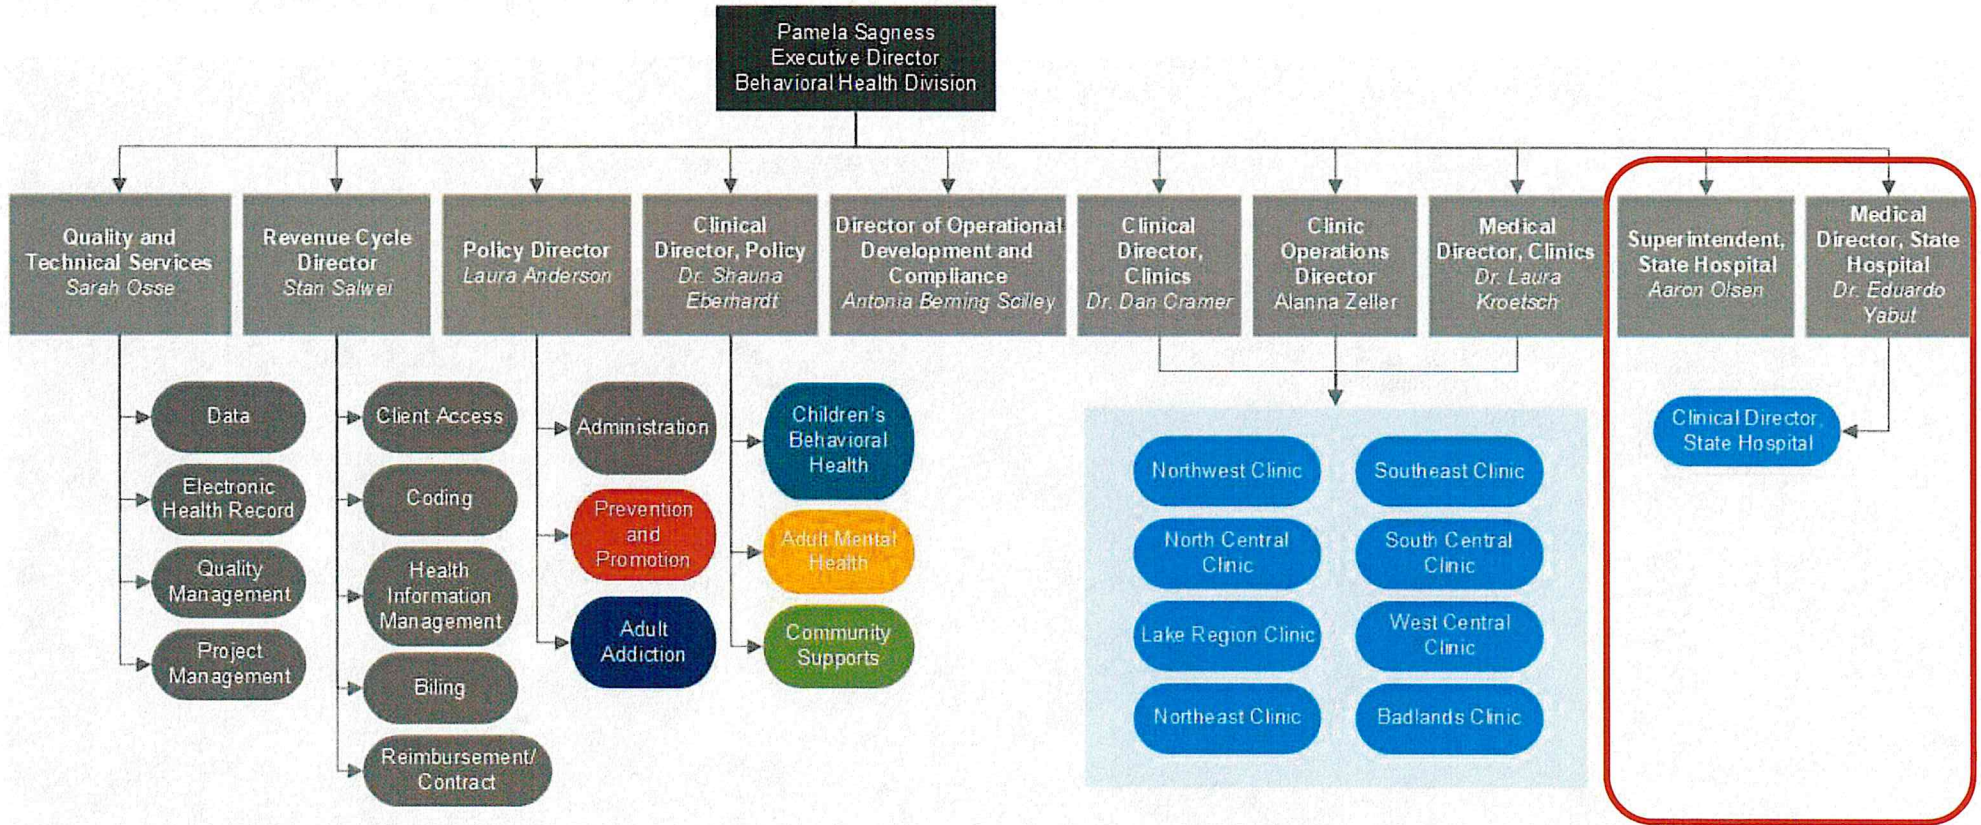 Pamela Sagness
Executive Director
Behavioral Health Division
Quality and
Technical Services
Sarah Osse
Revenue Cycle
Director
Stan Salwei
Policy Director
Laura Anderson
Clinical
Director, Policy
Dr. Shauna
Eberhardt
Director of Operational
Development and
Compliance
Antonia Berning Scilley
Clinical
Director,
Clinics
Dr. Dan Cramer
Clinic
Operations
Director
Alanna Zeller
Medical
Director, Clinics
Dr. Laura
Kroetsch
Superintendent,
State Hospital
Aaron Olsen
Medical
Director, State
Hospital
Dr. Eduardo
Yabut
Data
Electronic
Health Record
Quality
Management
Project
Management
Client Access
Coding
Health
Information
Management
Biling
Reimbursement/
Contract
Administration
Prevention
and
Promotion
Adult
Addiction
Children's
Behavioral
Health
Adult Mental
Health
Community
Supports
Northwest Clinic
North Central
Clinic
Lake Region Clinic
Northeast Clinic
Southeast Clinic
South Central
Clinic
West Central
Clinic
Badlands Clinic
Clinical Director,
State Hospital